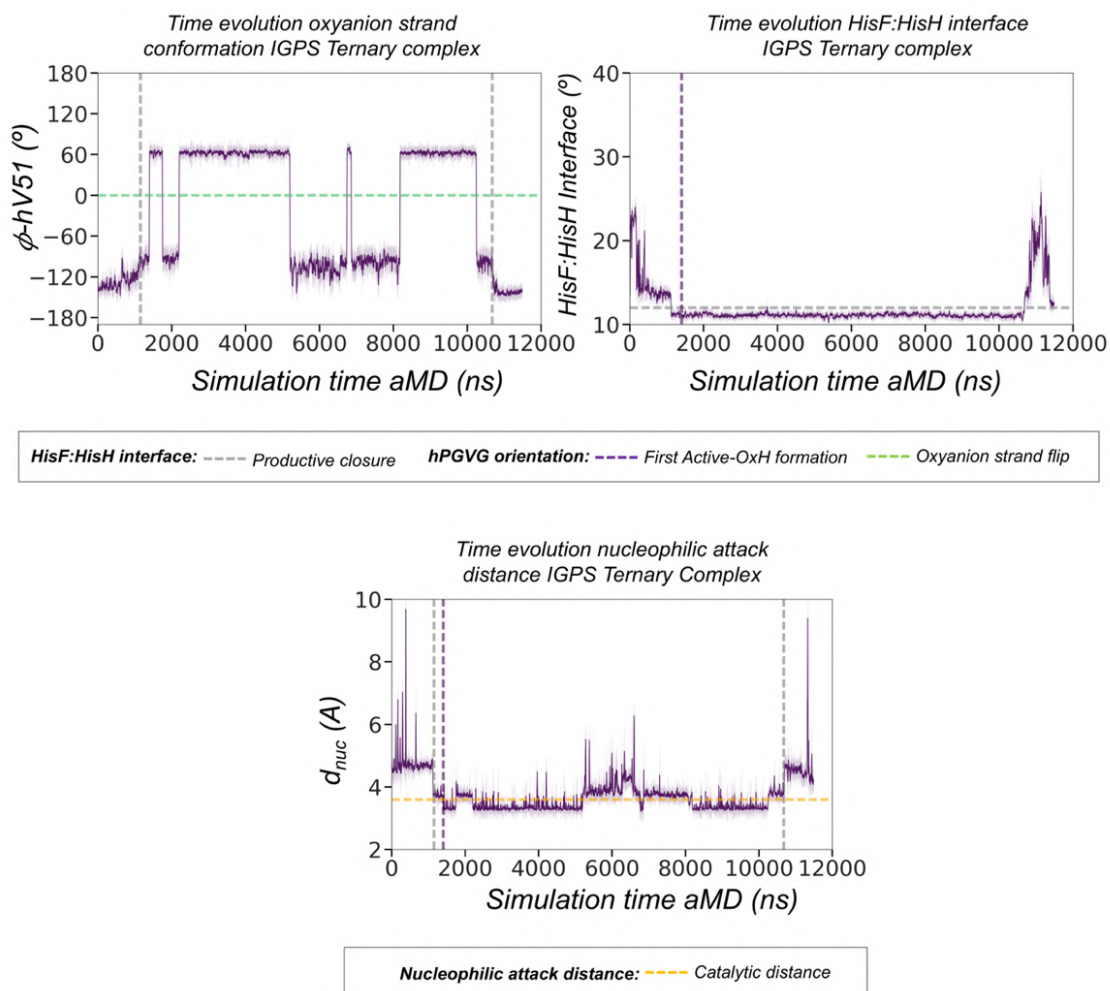 Time evolution oxyanion strand
conformation IGPS Ternary complex
180
120
60
0
−60
−120
−180
ϕ-hV51 (º)
0 2000 4000 6000 8000 10000 12000
Simulation time aMD (ns)
Time evolution HisF:HisH interface
IGPS Ternary complex
40
30
20
10
HisF:HisH Interface (º)
0 2000 4000 6000 8000 10000 12000
Simulation time aMD (ns)
HisF:HisH interface: Productive closure hPGVG orientation: First Active-OxH formation Oxyanion strand flip
Time evolution nucleophilic attack
distance IGPS Ternary Complex
10
8
6
4
2
dnuc (A)
0 2000 4000 6000 8000 10000 12000
Simulation time aMD (ns)
Nucleophilic attack distance: Catalytic distance